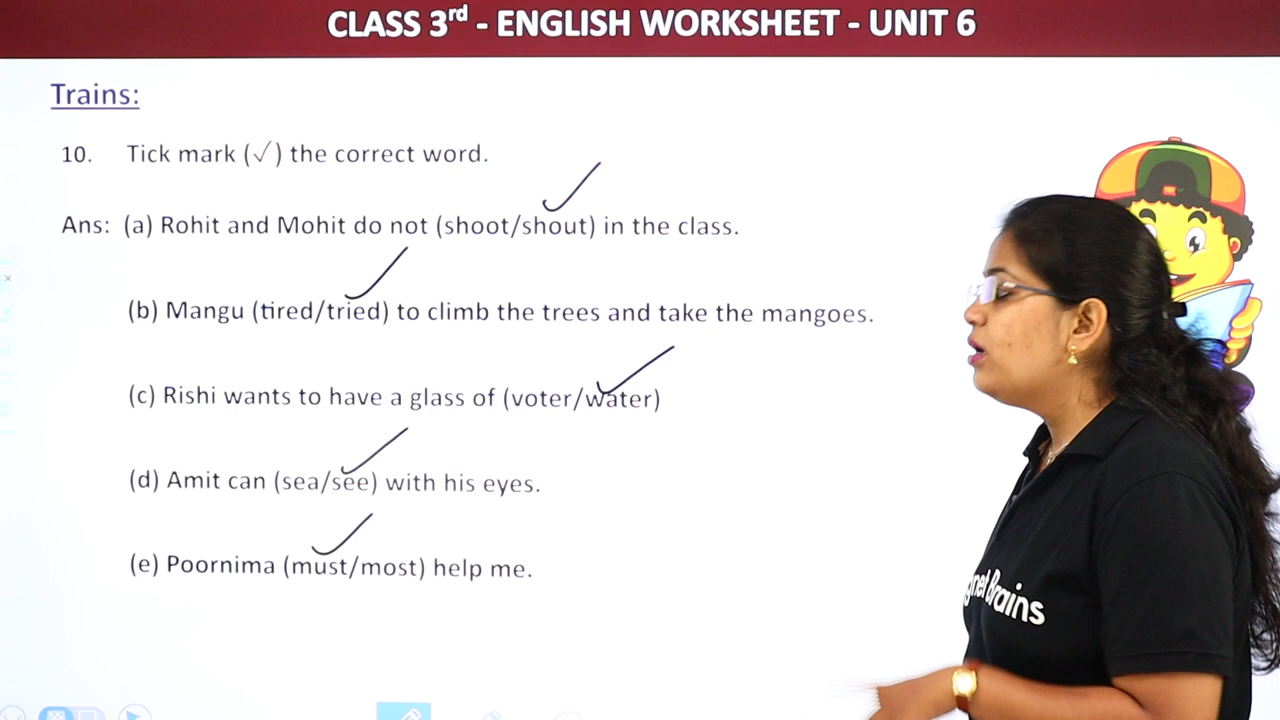 CLASS 3rd - ENGLISH WORKSHEET - UNIT 6
Trains:
10. Tick mark (✓) the correct word.
Ans: (a) Rohit and Mohit do not (shoot/shout) in the class.
(b) Mangu (tired/tried) to climb the trees and take the mangoes.
(c) Rishi wants to have a glass of (voter/water)
(d) Amit can (sea/see) with his eyes.
(e) Poornima (must/most) help me.
Brains